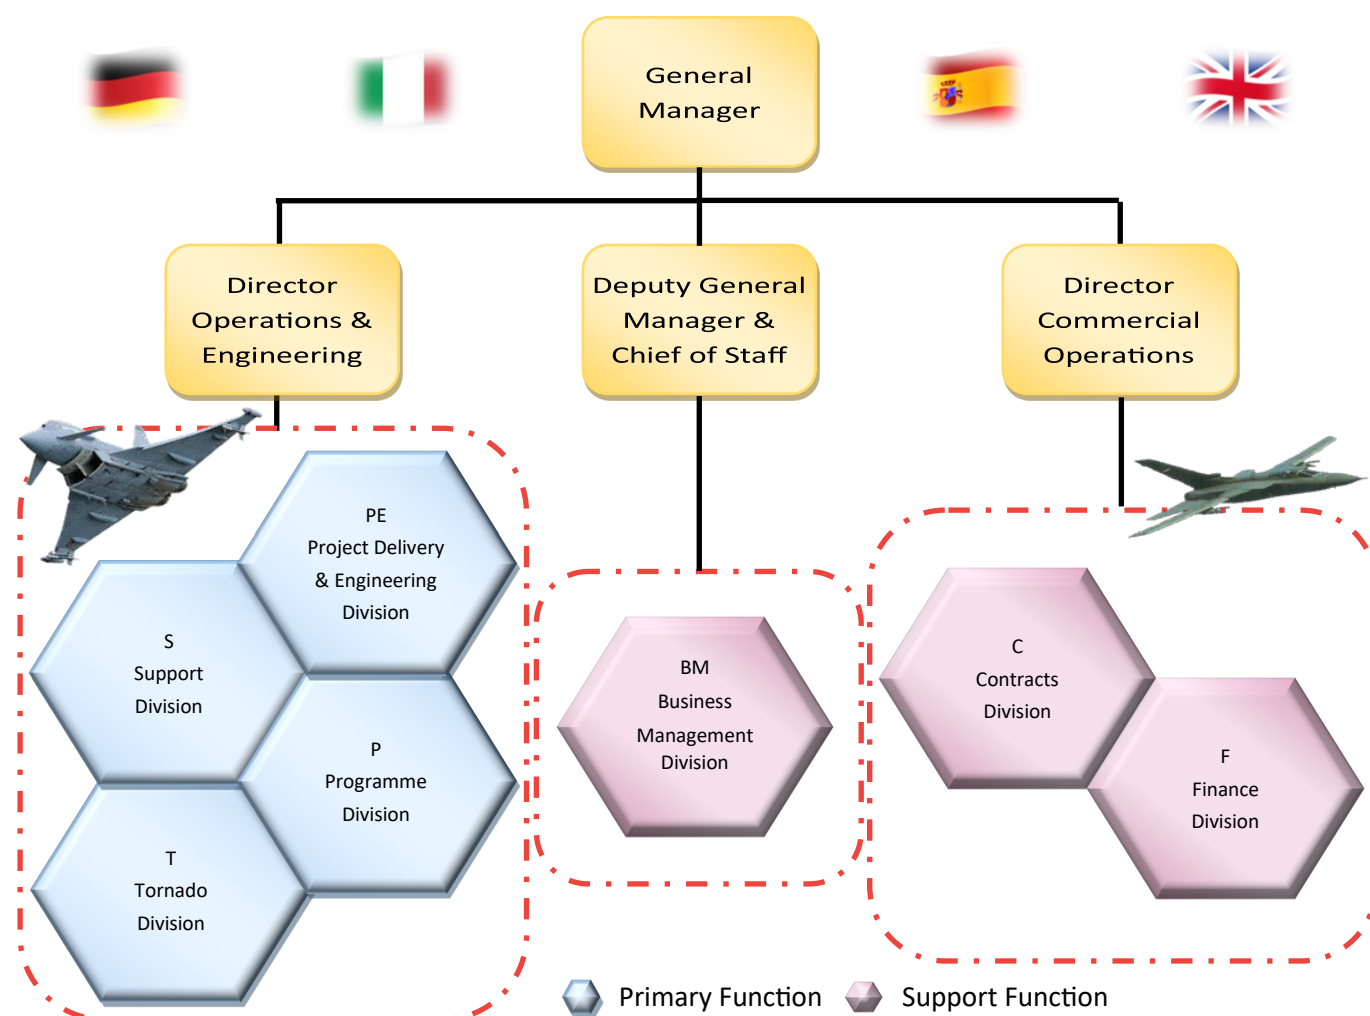 General
Manager
Director
Operations &
Engineering
Deputy General
Manager &
Chief of Staff
Director
Commercial
Operations
PE
Project Delivery
& Engineering
Division
S
Support
Division
P
Programme
Division
T
Tornado
Division
BM
Business
Management
Division
C
Contracts
Division
F
Finance
Division
Primary Function
Support Function